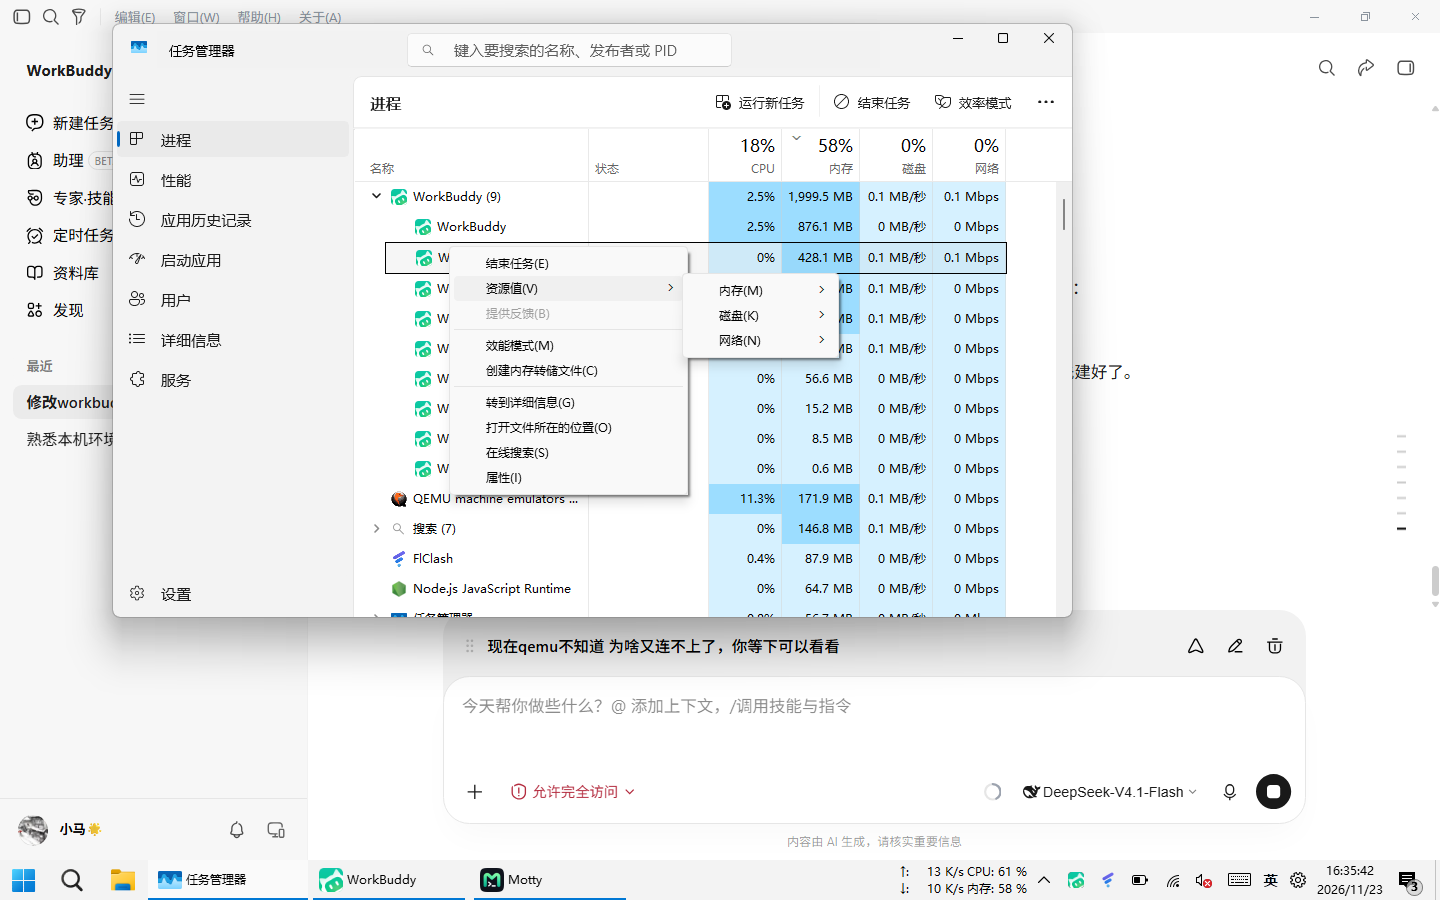 编辑(E) 窗口(W) 帮助(H) 关于(A)
WorkBuddy
新建任务
助理 BET
专家·技能
定时任务
资料库
发现
最近
修改workbud
熟悉本机环境
小马
任务管理器
键入要搜索的名称、发布者或 PID
进程
性能
应用历史记录
启动应用
用户
详细信息
服务
设置
进程
运行新任务 结束任务 效率模式
18% 58% 0% 0%
名称 状态 CPU 内存 磁盘 网络
WorkBuddy (9) 2.5% 1,999.5 MB 0.1 MB/秒 0.1 Mbps
WorkBuddy 2.5% 876.1 MB 0 MB/秒 0 Mbps
W 0% 428.1 MB 0.1 MB/秒 0.1 Mbps
W MB 0 MB/秒 0 Mbps
W MB 0.1 MB/秒 0 Mbps
W MB 0.1 MB/秒 0 Mbps
W 0% 56.6 MB 0 MB/秒 0 Mbps
W 0% 15.2 MB 0 MB/秒 0 Mbps
W 0% 8.5 MB 0 MB/秒 0 Mbps
W 0% 0.6 MB 0 MB/秒 0 Mbps
QEMU machine emulators ... 11.3% 171.9 MB 0.1 MB/秒 0 Mbps
搜索 (7) 0% 146.8 MB 0.1 MB/秒 0 Mbps
FlClash 0.4% 87.9 MB 0 MB/秒 0 Mbps
Node.js JavaScript Runtime 0% 64.7 MB 0 MB/秒 0 Mbps
任务管理器
结束任务(E)
资源值(V)
提供反馈(B)
效能模式(M)
创建内存转储文件(C)
转到详细信息(G)
打开文件所在的位置(O)
在线搜索(S)
属性(I)
内存(M)
磁盘(K)
网络(N)
：
建好了。
现在qemu不知道 为啥又连不上了，你等下可以看看
今天帮你做些什么？@ 添加上下文，/调用技能与指令
允许完全访问
DeepSeek-V4.1-Flash
内容由 AI 生成，请核实重要信息
任务管理器
WorkBuddy
Motty
↑: 13 K/s CPU: 61 %
↓: 10 K/s 内存: 58 %
英
16:35:42
2026/11/23
3